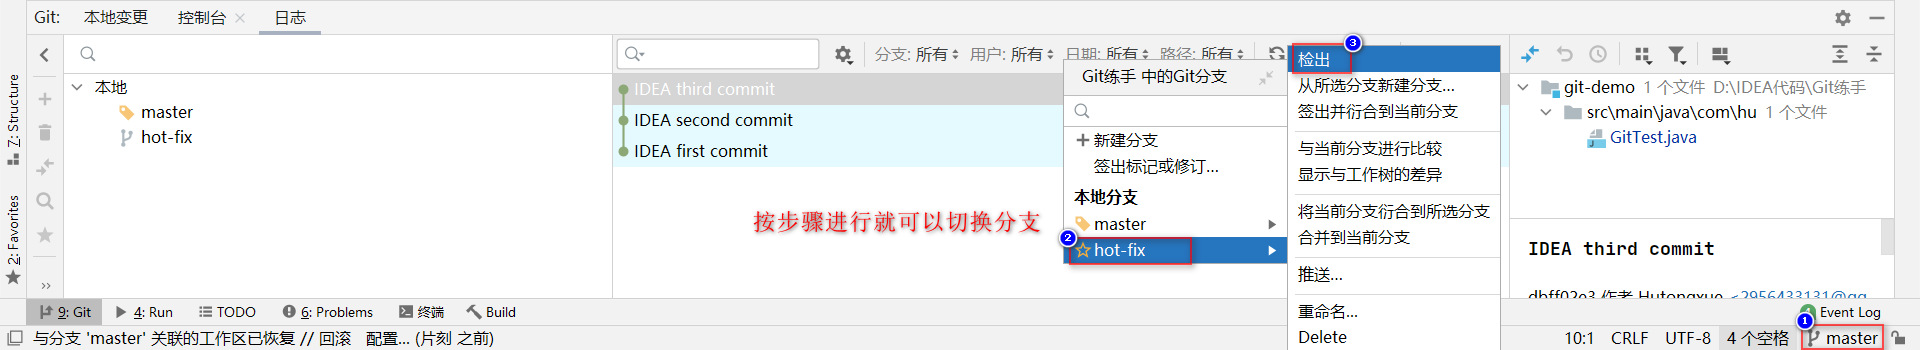 Git: 本地变更 控制台 × 日志
分支: 所有 用户: 所有 日期: 所有 路径: 所有
7: Structure
2: Favorites
本地
master
hot-fix
IDEA third commit
IDEA second commit
IDEA first commit
按步骤进行就可以切换分支
Git练手 中的Git分支
新建分支
签出标记或修订...
本地分支
master
2
hot-fix
3
检出
从所选分支新建分支...
签出并衍合到当前分支
与当前分支进行比较
显示与工作树的差异
将当前分支衍合到所选分支
合并到当前分支
推送...
重命名...
Delete
git-demo 1 个文件 D:\IDEA代码\Git练手
src\main\java\com\hu 1 个文件
GitTest.java
IDEA third commit
dbff02e3 作者 Hutongxue <2956433131@qq
9: Git 4: Run TODO 6: Problems 终端 Build
Event Log
与分支 'master' 关联的工作区已恢复 // 回滚 配置... (片刻 之前)
10:1 CRLF UTF-8 4 个空格
1
master